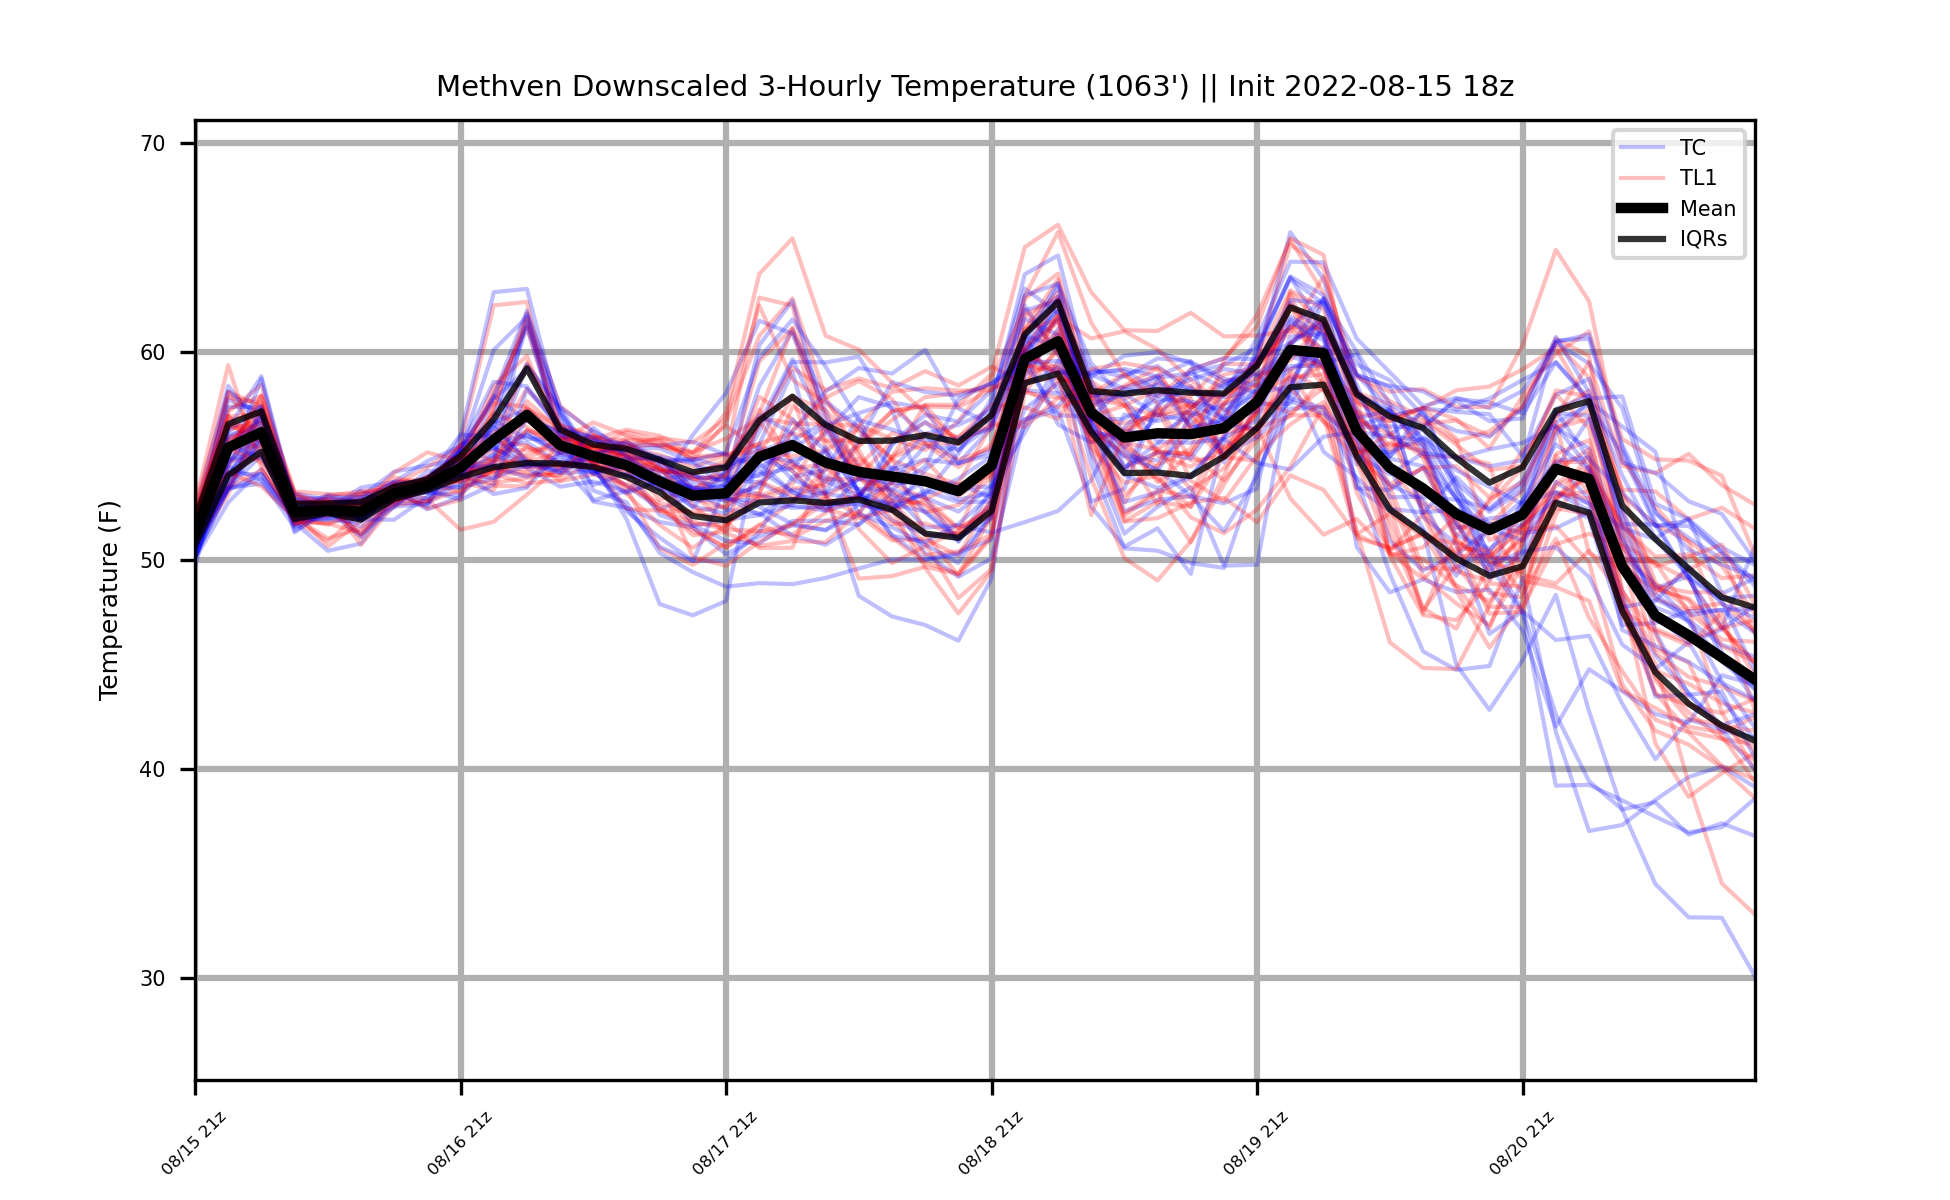 Methven Downscaled 3-Hourly Temperature (1063') || Init 2022-08-15 18z
TC
TL1
Mean
IQRs
Temperature (F)
70
60
50
40
30
08/15 21z
08/16 21z
08/17 21z
08/18 21z
08/19 21z
08/20 21z